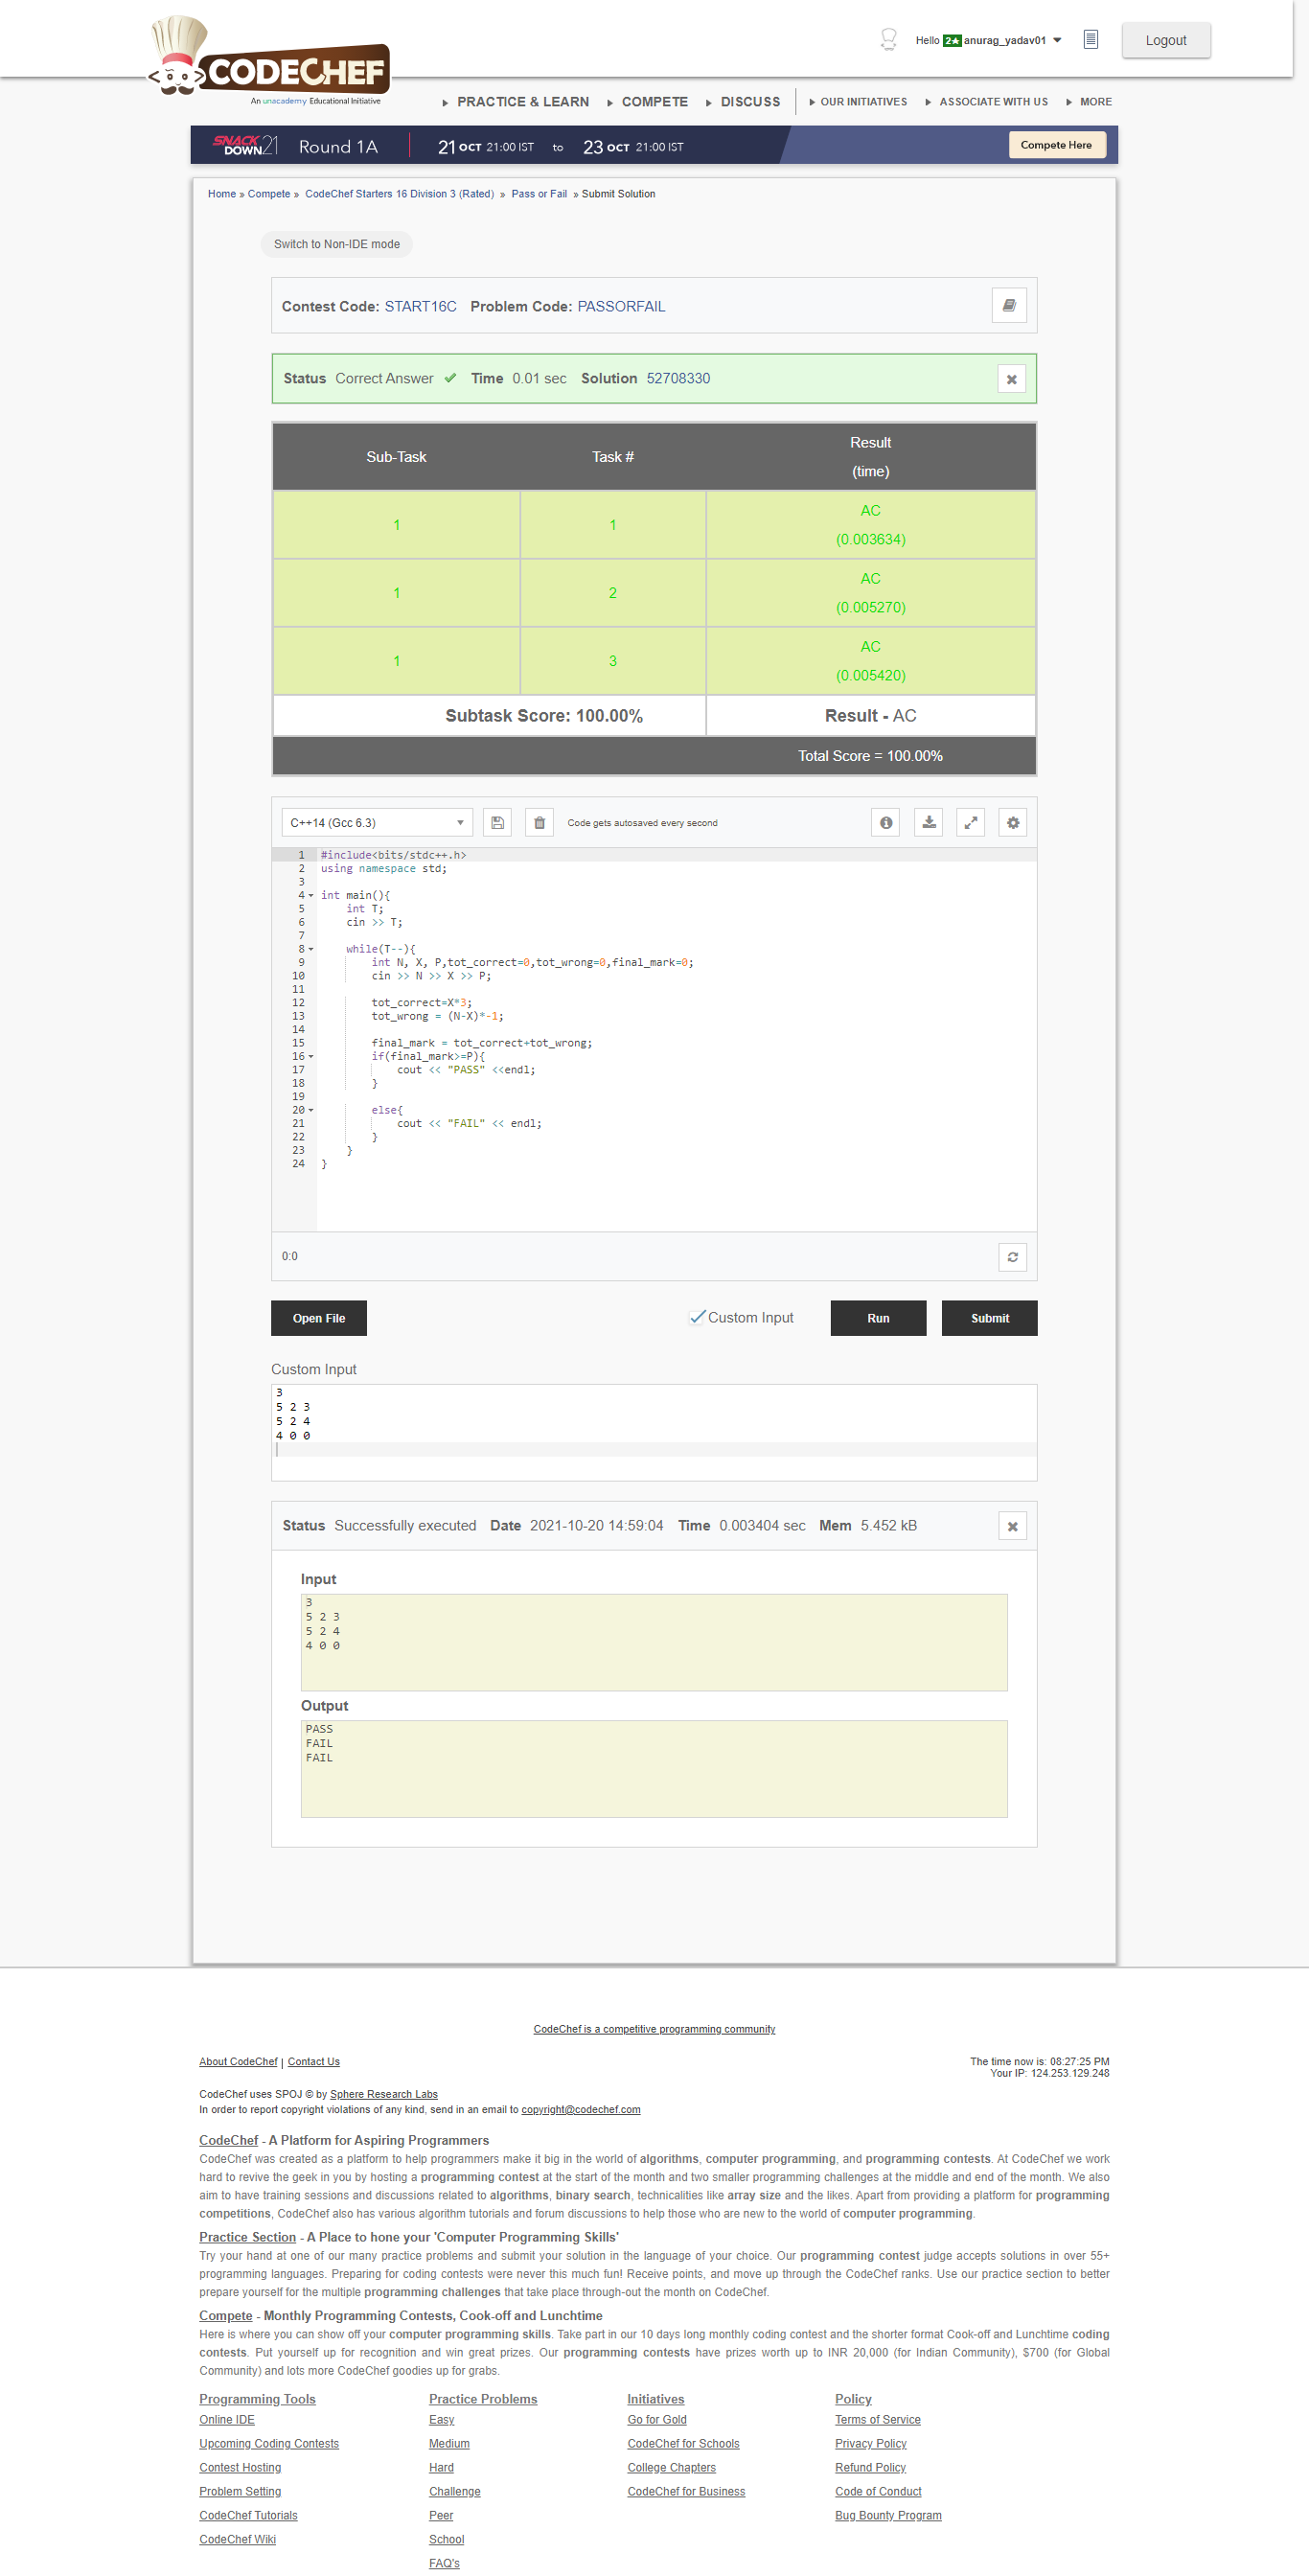 CODECHEF
An unacademy Educational Initiative
Hello 2★ anurag_yadav01
Logout
PRACTICE & LEARN COMPETE DISCUSS OUR INITIATIVES ASSOCIATE WITH US MORE
SNACK DOWN21 Round 1A 21 OCT 21:00 IST to 23 OCT 21:00 IST Compete Here
Home » Compete » CodeChef Starters 16 Division 3 (Rated) » Pass or Fail » Submit Solution
Switch to Non-IDE mode
Contest Code: START16C Problem Code: PASSORFAIL
Status Correct Answer ✔ Time 0.01 sec Solution 52708330
Sub-Task Task # Result
(time)
1 1 AC
(0.003634)
1 2 AC
(0.005270)
1 3 AC
(0.005420)
Subtask Score: 100.00% Result - AC
Total Score = 100.00%
C++14 (Gcc 6.3) Code gets autosaved every second
1 #include<bits/stdc++.h>
2 using namespace std;
3
4 int main(){
5 int T;
6 cin >> T;
7
8 while(T--){
9 int N, X, P,tot_correct=0,tot_wrong=0,final_mark=0;
10 cin >> N >> X >> P;
11
12 tot_correct=X*3;
13 tot_wrong = (N-X)*-1;
14
15 final_mark = tot_correct+tot_wrong;
16 if(final_mark>=P){
17 cout << "PASS" <<endl;
18 }
19
20 else{
21 cout << "FAIL" << endl;
22 }
23 }
24 }
0:0
Open File Custom Input Run Submit
Custom Input
3
5 2 3
5 2 4
4 0 0
Status Successfully executed Date 2021-10-20 14:59:04 Time 0.003404 sec Mem 5.452 kB
Input
3
5 2 3
5 2 4
4 0 0
Output
PASS
FAIL
FAIL
CodeChef is a competitive programming community
About CodeChef | Contact Us
The time now is: 08:27:25 PM
Your IP: 124.253.129.248
CodeChef uses SPOJ © by Sphere Research Labs
In order to report copyright violations of any kind, send in an email to copyright@codechef.com
CodeChef - A Platform for Aspiring Programmers
CodeChef was created as a platform to help programmers make it big in the world of algorithms, computer programming, and programming contests. At CodeChef we work
hard to revive the geek in you by hosting a programming contest at the start of the month and two smaller programming challenges at the middle and end of the month. We also
aim to have training sessions and discussions related to algorithms, binary search, technicalities like array size and the likes. Apart from providing a platform for programming
competitions, CodeChef also has various algorithm tutorials and forum discussions to help those who are new to the world of computer programming.
Practice Section - A Place to hone your 'Computer Programming Skills'
Try your hand at one of our many practice problems and submit your solution in the language of your choice. Our programming contest judge accepts solutions in over 55+
programming languages. Preparing for coding contests were never this much fun! Receive points, and move up through the CodeChef ranks. Use our practice section to better
prepare yourself for the multiple programming challenges that take place through-out the month on CodeChef.
Compete - Monthly Programming Contests, Cook-off and Lunchtime
Here is where you can show off your computer programming skills. Take part in our 10 days long monthly coding contest and the shorter format Cook-off and Lunchtime coding
contests. Put yourself up for recognition and win great prizes. Our programming contests have prizes worth up to INR 20,000 (for Indian Community), $700 (for Global
Community) and lots more CodeChef goodies up for grabs.
Programming Tools Practice Problems Initiatives Policy
Online IDE Easy Go for Gold Terms of Service
Upcoming Coding Contests Medium CodeChef for Schools Privacy Policy
Contest Hosting Hard College Chapters Refund Policy
Problem Setting Challenge CodeChef for Business Code of Conduct
CodeChef Tutorials Peer Bug Bounty Program
CodeChef Wiki School
FAQ's